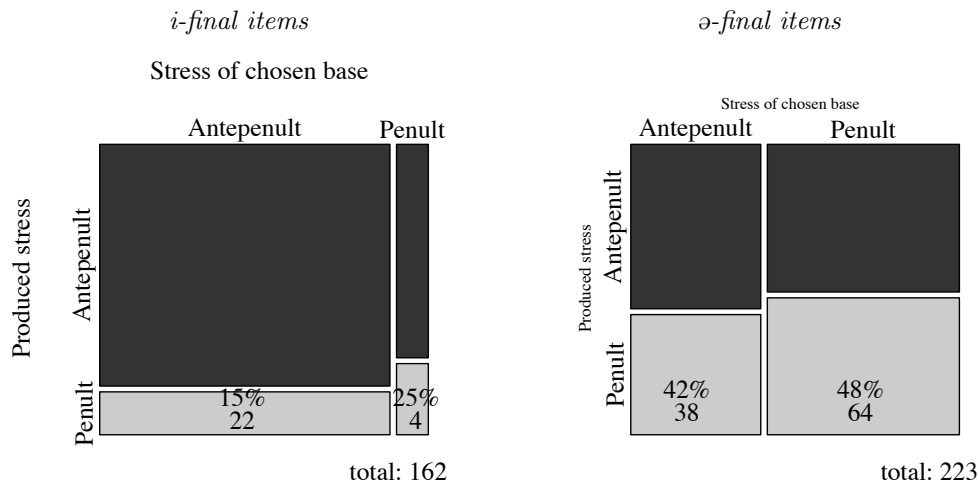 i-final items
Stress of chosen base
Antepenult Penult
Produced stress
Antepenult
Penult
15%
22
25%
4
total: 162
ə-final items
Stress of chosen base
Antepenult Penult
Produced stress
Antepenult
Penult
42%
38
48%
64
total: 223